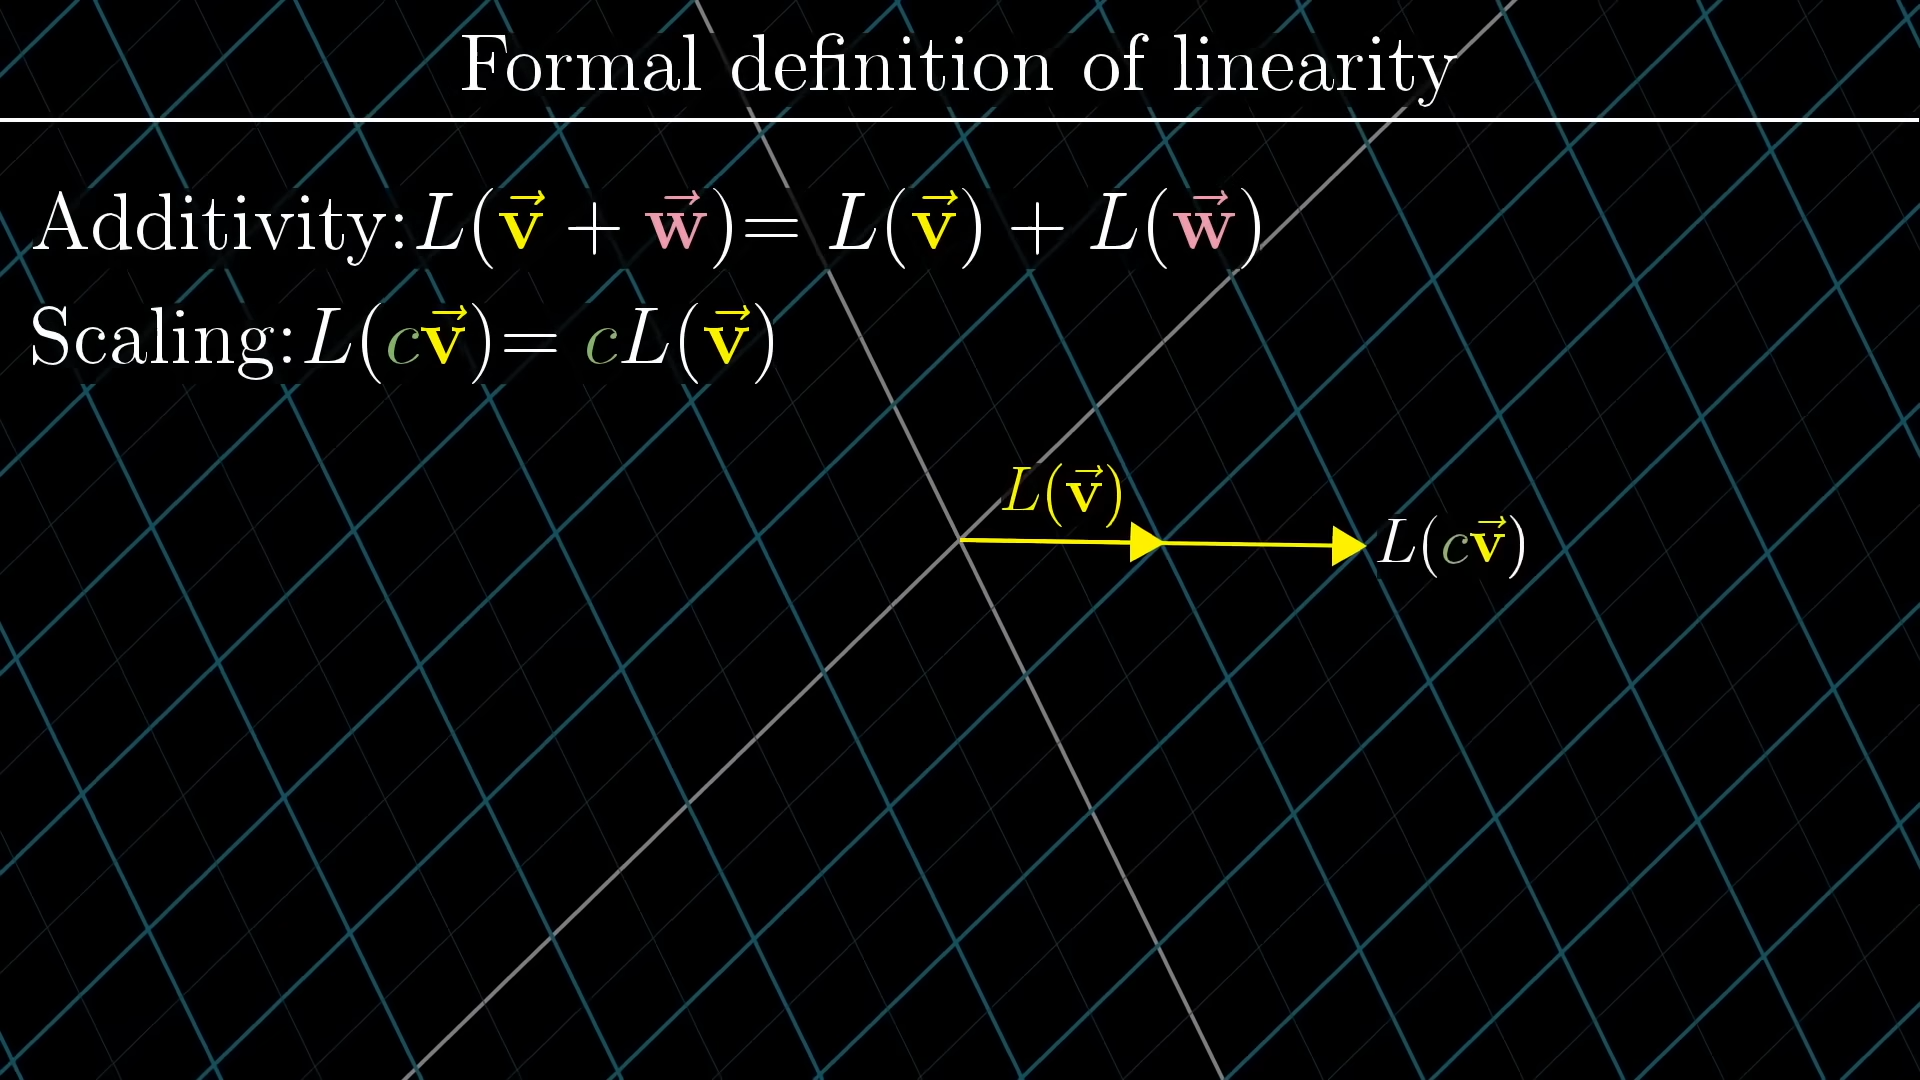 Formal definition of linearity
Additivity: L(v⃗ + w⃗) = L(v⃗) + L(w⃗)
Scaling: L(cv⃗) = cL(v⃗)
L(v⃗)
L(cv⃗)